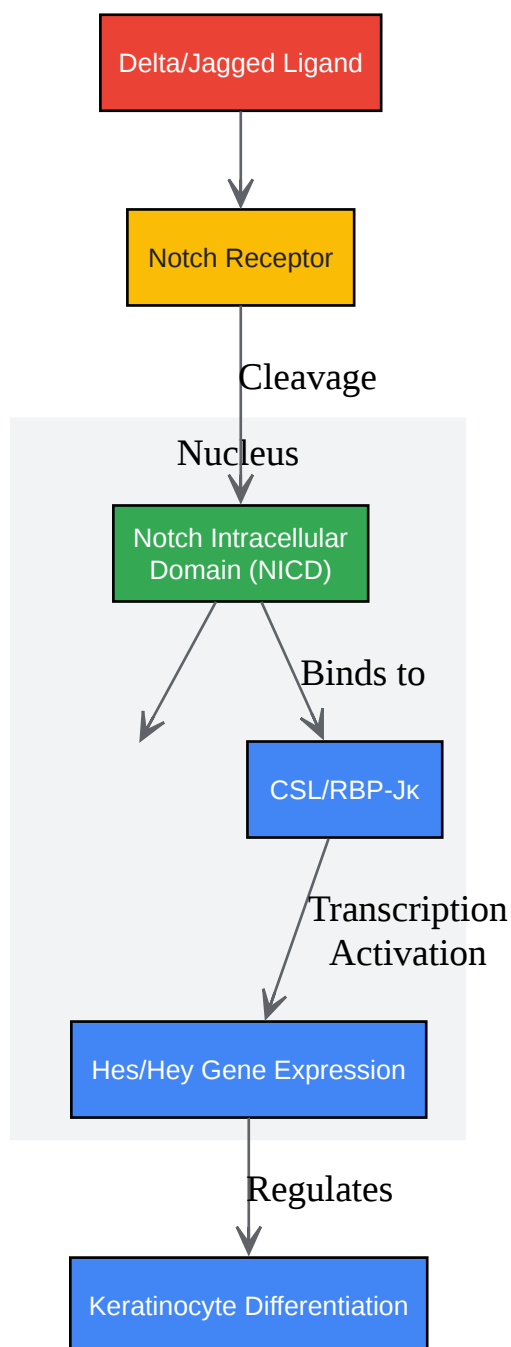 Delta/Jagged Ligand
Notch Receptor
Cleavage
Nucleus
Notch Intracellular
Domain (NICD)
Binds to
CSL/RBP-Jκ
Transcription
Activation
Hes/Hey Gene Expression
Regulates
Keratinocyte Differentiation